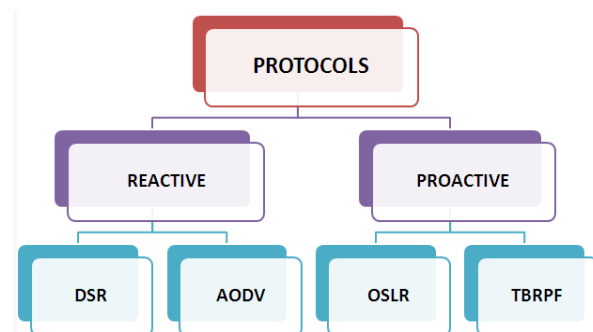 PROTOCOLS
REACTIVE
PROACTIVE
DSR
AODV
OSLR
TBRPF